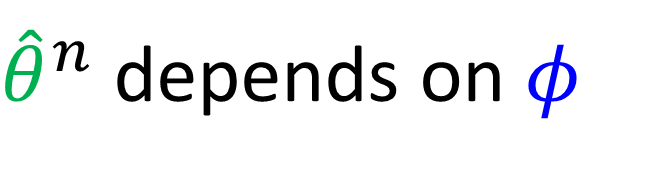 θ̂ⁿ depends on ϕ